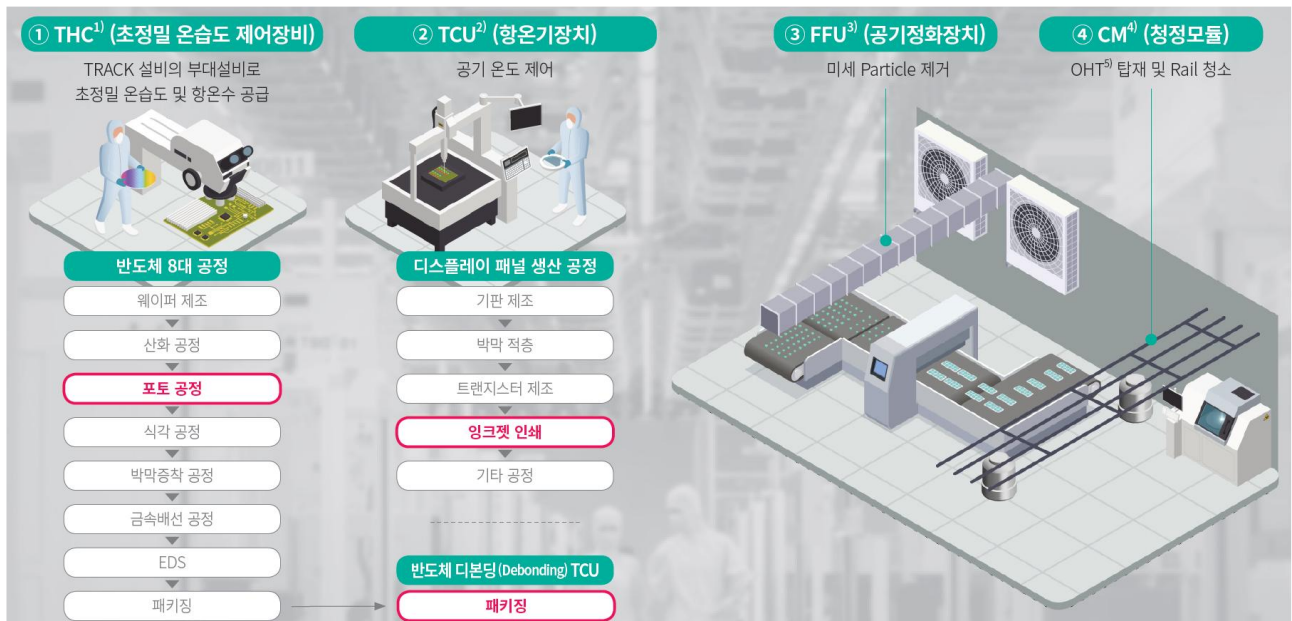 ① THC1) (초정밀 온습도 제어장비)
TRACK 설비의 부대설비로
초정밀 온습도 및 항온수 공급
반도체 8대 공정
웨이퍼 제조
산화 공정
포토 공정
식각 공정
박막증착 공정
금속배선 공정
EDS
패키징
② TCU2) (항온기장치)
공기 온도 제어
디스플레이 패널 생산 공정
기판 제조
박막 적층
트랜지스터 제조
잉크젯 인쇄
기타 공정
반도체 디본딩(Debonding) TCU
패키징
③ FFU3) (공기정화장치)
미세 Particle 제거
④ CM4) (청정모듈)
OHT5) 탑재 및 Rail 청소